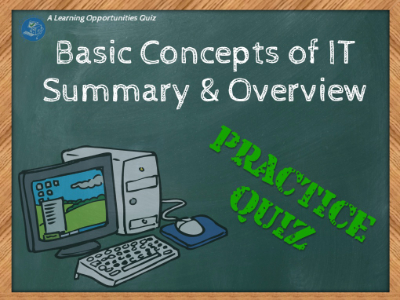 A Learning Opportunities Quiz
Basic Concepts of IT
Summary & Overview
PRACTICE
QUIZ